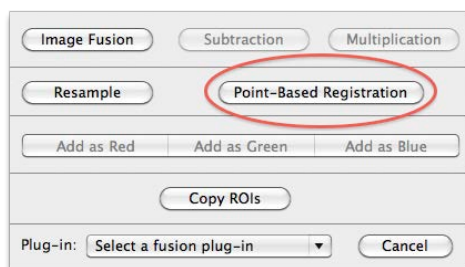 Image Fusion Subtraction Multiplication
Resample Point-Based Registration
Add as Red Add as Green Add as Blue
Copy ROIs
Plug-in: Select a fusion plug-in Cancel